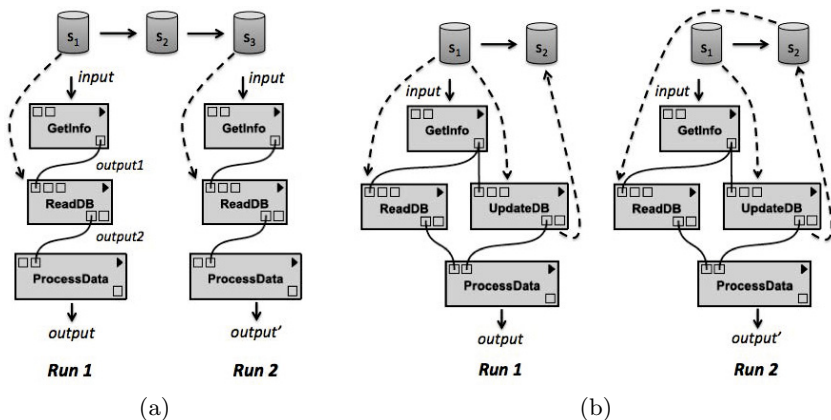 s1 s2 s3
input input
GetInfo GetInfo
output1
ReadDB ReadDB
output2
ProcessData ProcessData
output output'
Run 1 Run 2
(a)
s1 s2 s1 s2
input input
GetInfo GetInfo
ReadDB UpdateDB ReadDB UpdateDB
ProcessData ProcessData
output output'
Run 1 Run 2
(b)